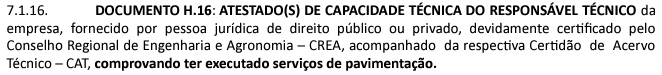 7.1.16. DOCUMENTO H.16: ATESTADO(S) DE CAPACIDADE TÉCNICA DO RESPONSÁVEL TÉCNICO da
empresa, fornecido por pessoa jurídica de direito público ou privado, devidamente certificado pelo
Conselho Regional de Engenharia e Agronomia – CREA, acompanhado da respectiva Certidão de Acervo
Técnico – CAT, comprovando ter executado serviços de pavimentação.